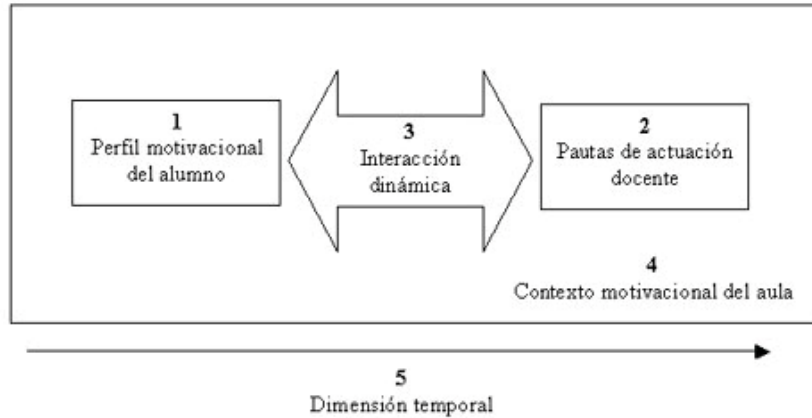 1
Perfil motivacional
del alumno
3
Interacción
dinámica
2
Pautas de actuación
docente
4
Contexto motivacional del aula
5
Dimensión temporal